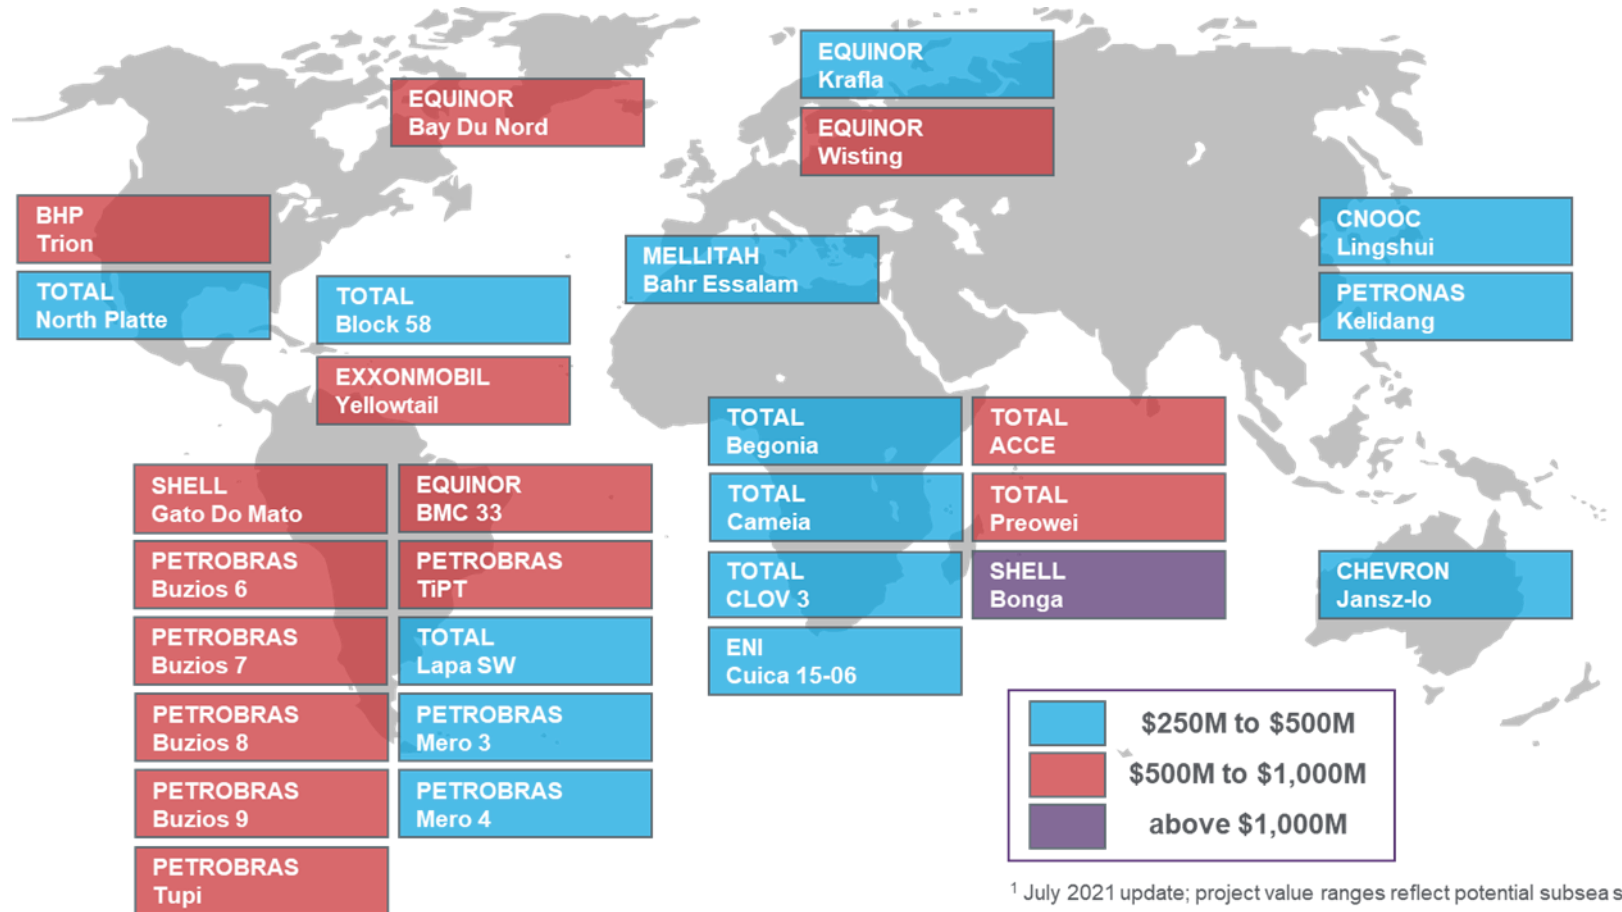 EQUINOR
Krafla
EQUINOR
Bay Du Nord
EQUINOR
Wisting
BHP
Trion
CNOOC
Lingshui
MELLITAH
Bahr Essalam
TOTAL
North Platte
TOTAL
Block 58
PETRONAS
Kelidang
EXXONMOBIL
Yellowtail
TOTAL
Begonia
TOTAL
ACCE
SHELL
Gato Do Mato
EQUINOR
BMC 33
TOTAL
Cameia
TOTAL
Preowei
PETROBRAS
Buzios 6
PETROBRAS
TiPT
TOTAL
CLOV 3
SHELL
Bonga
CHEVRON
Jansz-Io
PETROBRAS
Buzios 7
TOTAL
Lapa SW
ENI
Cuica 15-06
PETROBRAS
Buzios 8
PETROBRAS
Mero 3
PETROBRAS
Buzios 9
PETROBRAS
Mero 4
PETROBRAS
Tupi
$250M to $500M
$500M to $1,000M
above $1,000M
1 July 2021 update; project value ranges reflect potential subsea